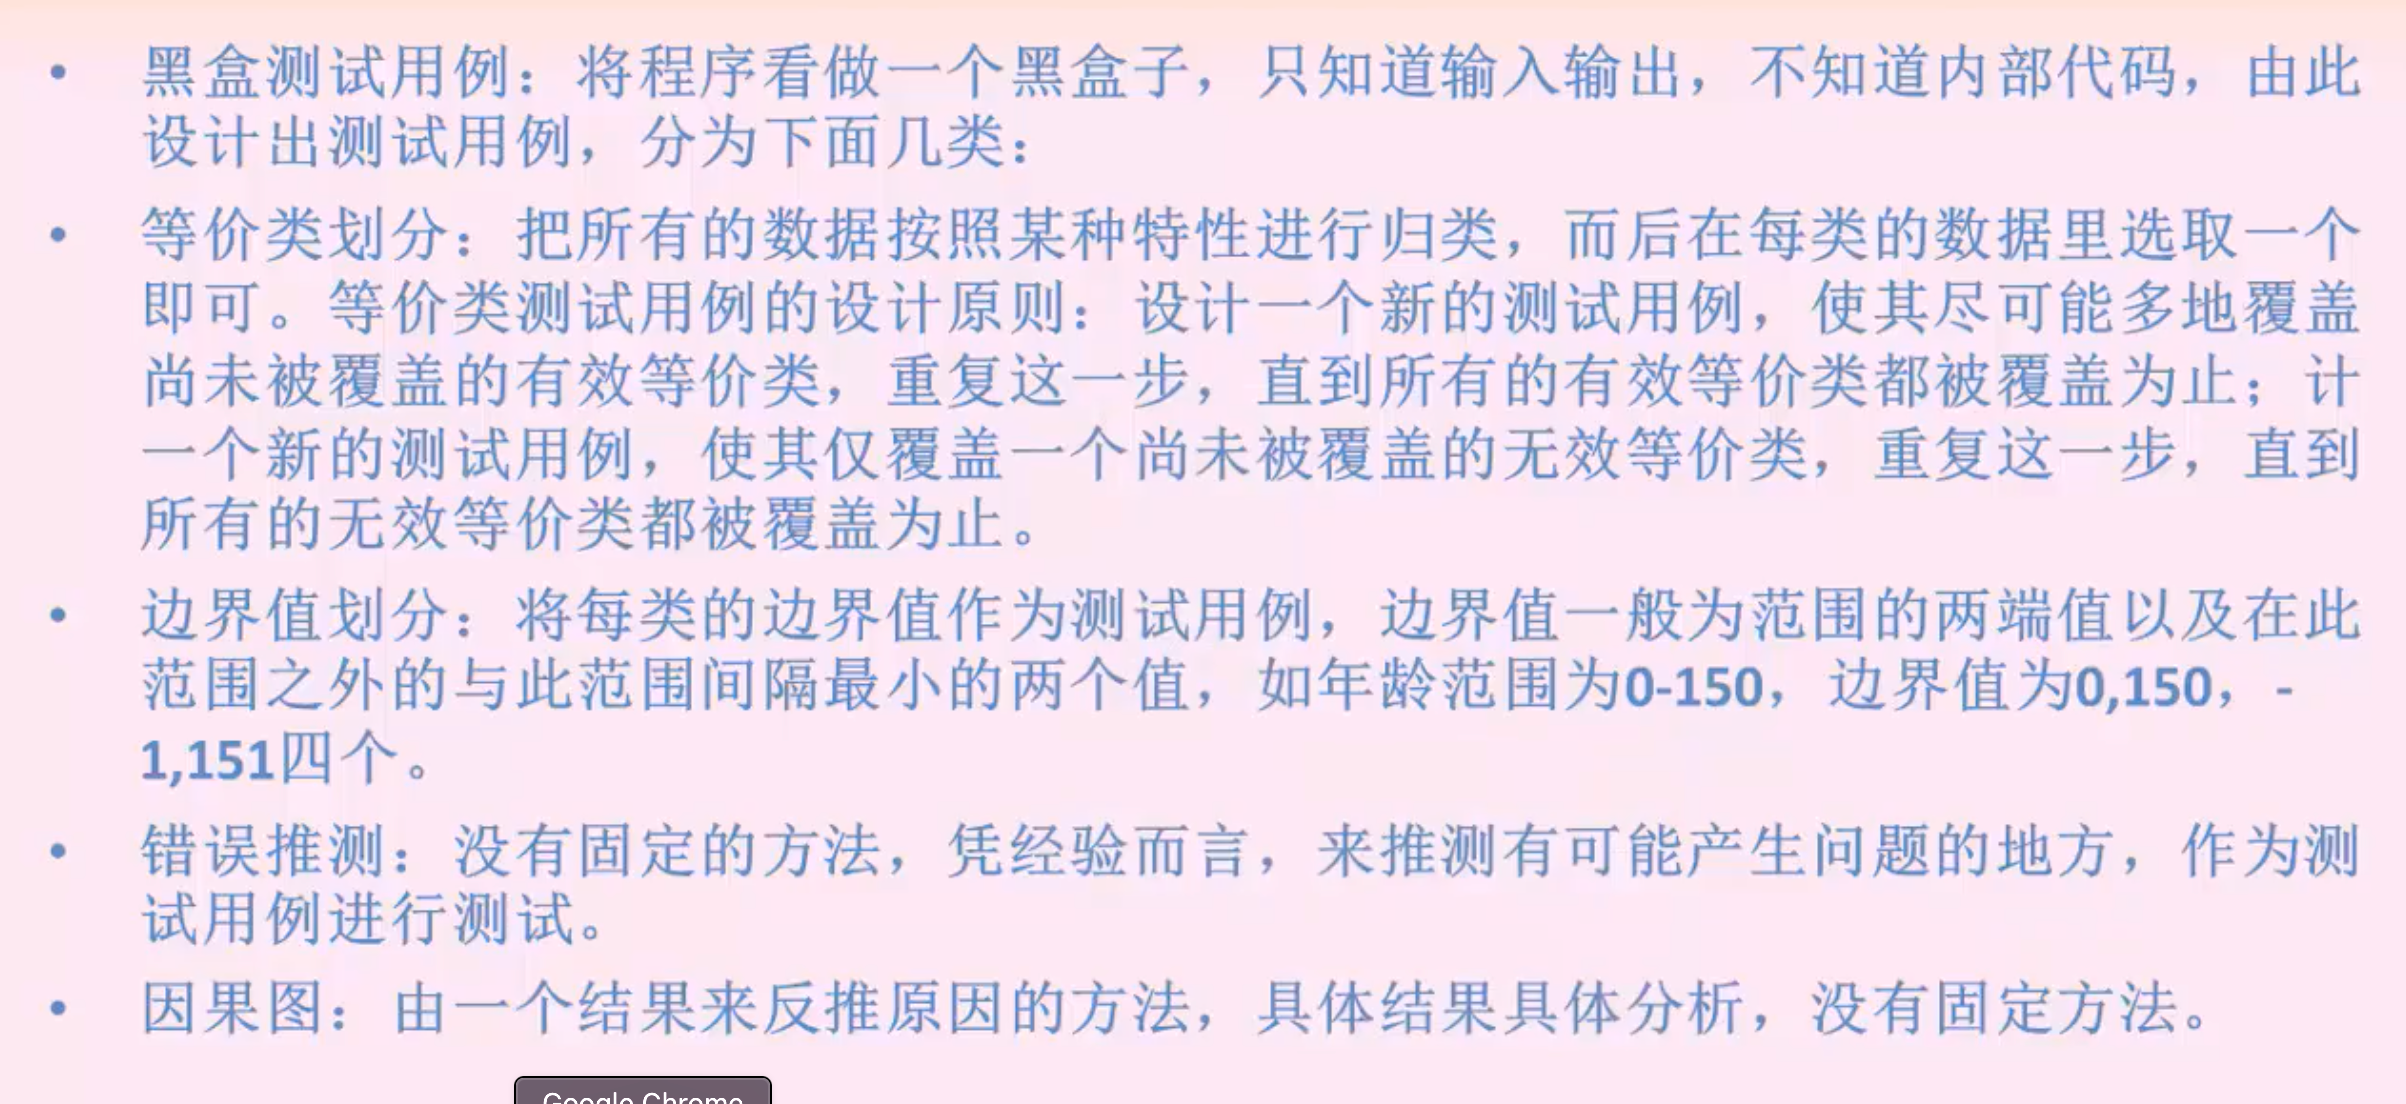 • 黑盒测试用例：将程序看做一个黑盒子，只知道输入输出，不知道内部代码，由此
设计出测试用例，分为下面几类：
• 等价类划分：把所有的数据按照某种特性进行归类，而后在每类的数据里选取一个
即可。等价类测试用例的设计原则：设计一个新的测试用例，使其尽可能多地覆盖
尚未被覆盖的有效等价类，重复这一步，直到所有的有效等价类都被覆盖为止；计
一个新的测试用例，使其仅覆盖一个尚未被覆盖的无效等价类，重复这一步，直到
所有的无效等价类都被覆盖为止。
• 边界值划分：将每类的边界值作为测试用例，边界值一般为范围的两端值以及在此
范围之外的与此范围间隔最小的两个值，如年龄范围为0-150，边界值为0,150，-
1,151四个。
• 错误推测：没有固定的方法，凭经验而言，来推测有可能产生问题的地方，作为测
试用例进行测试。
• 因果图：由一个结果来反推原因的方法，具体结果具体分析，没有固定方法。
Google Chrome